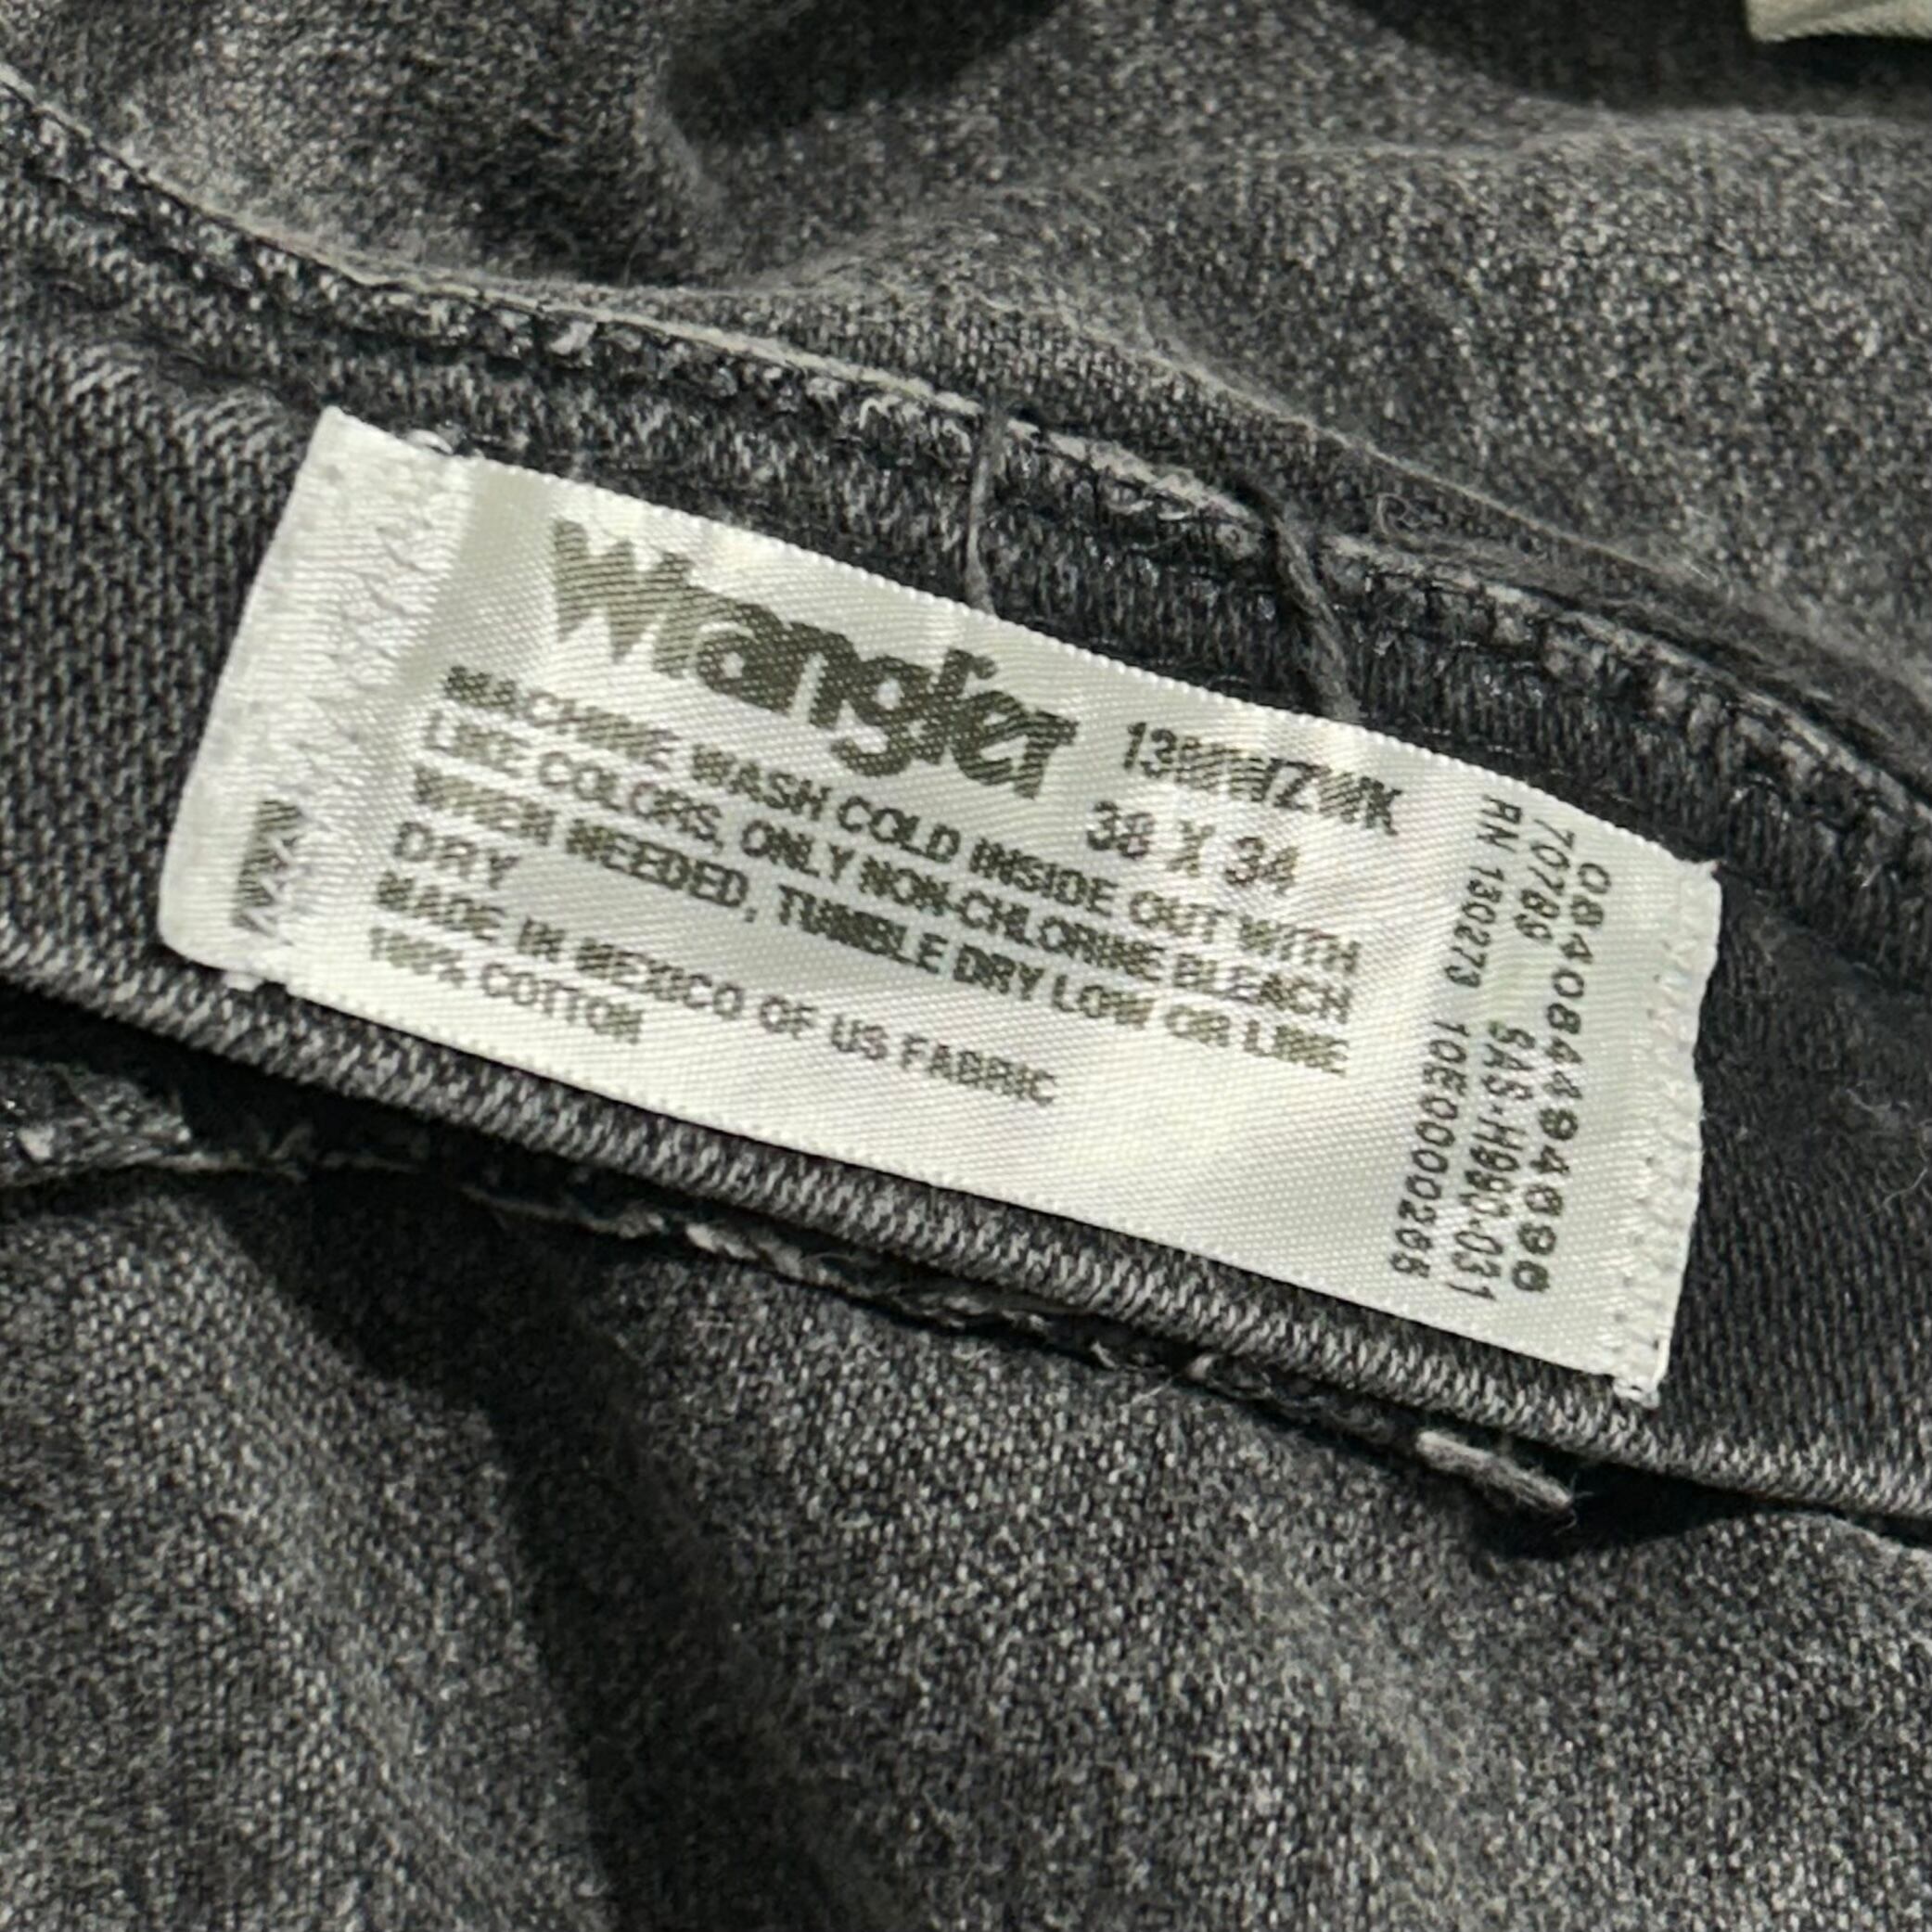 Wrangler
13MWZWK
38 X 34
MACHINE WASH COLD INSIDE OUT WITH
LIKE COLORS, ONLY NON-CHLORINE BLEACH
WHEN NEEDED, TUMBLE DRY LOW OR LINE
DRY
MADE IN MEXICO OF US FABRIC
100% COTTON
70789 SAS-H990-031
RN 130273 10E0000265